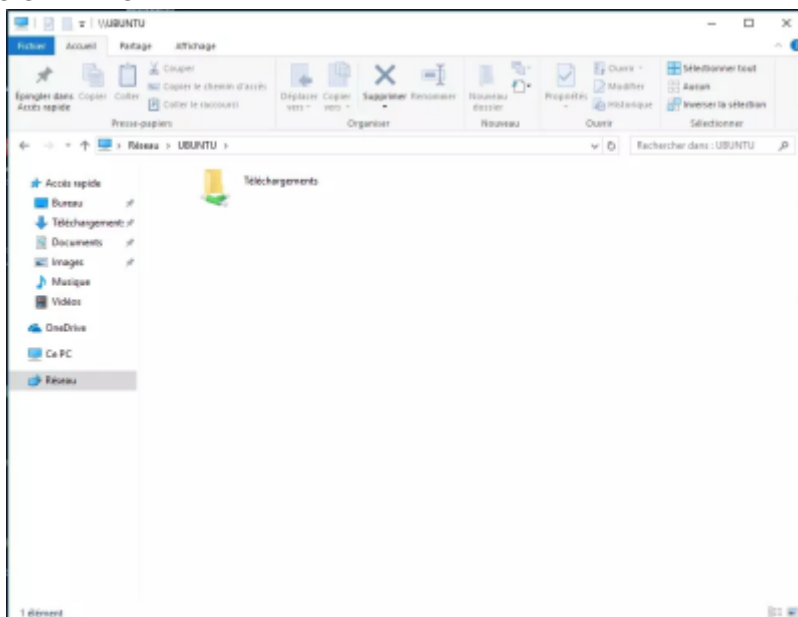 \\UBUNTU
Fichier Accueil Partage Affichage
Épingler dans Accès rapide
Copier
Coller
Couper
Copier le chemin d'accès
Coller le raccourci
Presse-papiers
Déplacer vers
Copier vers
Supprimer
Renommer
Organiser
Nouveau dossier
Nouveau
Propriétés
Ouvrir
Modifier
Historique
Ouvrir
Sélectionner tout
Aucun
Inverser la sélection
Sélectionner
Réseau > UBUNTU >
Rechercher dans : UBUNTU
Accès rapide
Bureau
Téléchargements
Documents
Images
Musique
Vidéos
OneDrive
Ce PC
Réseau
Téléchargements
1 élément